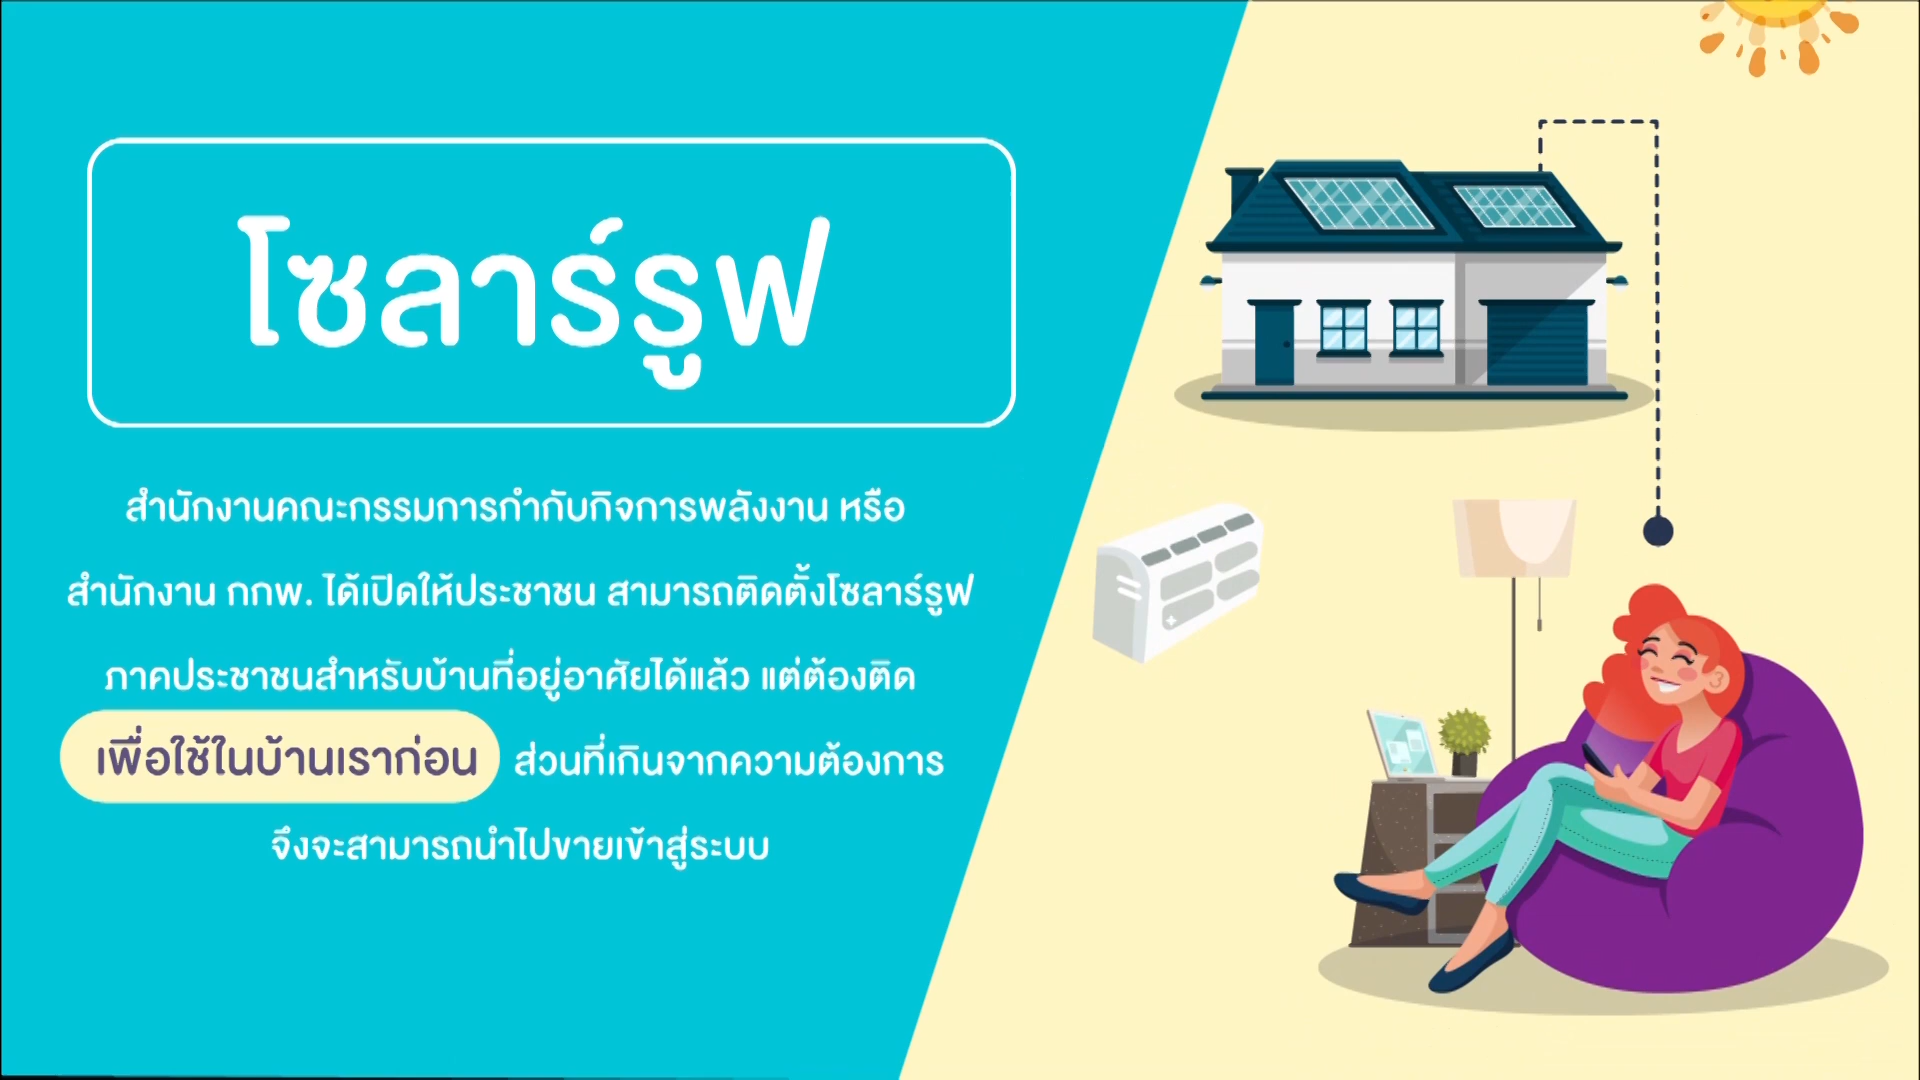 โซลาร์รูฟ
สำนักงานคณะกรรมการกำกับกิจการพลังงาน หรือ
สำนักงาน กกพ. ได้เปิดให้ประชาชน สามารถติดตั้งโซลาร์รูฟ
ภาคประชาชนสำหรับบ้านที่อยู่อาศัยได้แล้ว แต่ต้องติด
เพื่อใช้ในบ้านเราก่อน ส่วนที่เกินจากความต้องการ
จึงจะสามารถนำไปขายเข้าสู่ระบบ